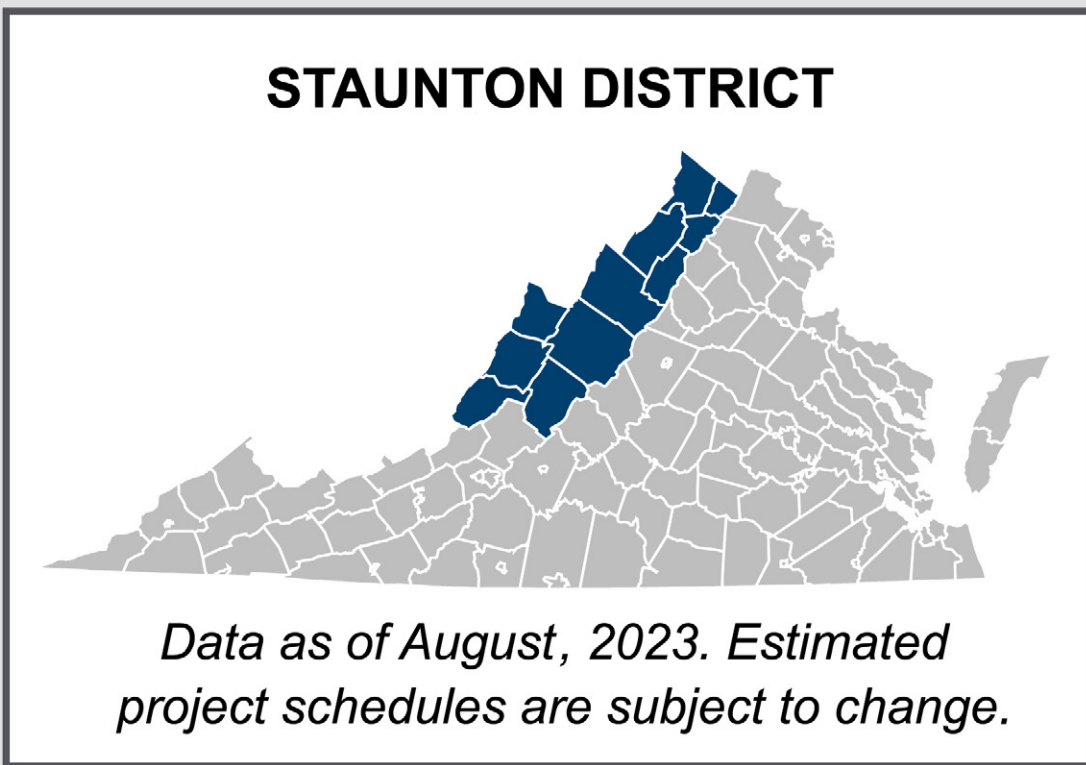 STAUNTON DISTRICT
Data as of August, 2023. Estimated
project schedules are subject to change.